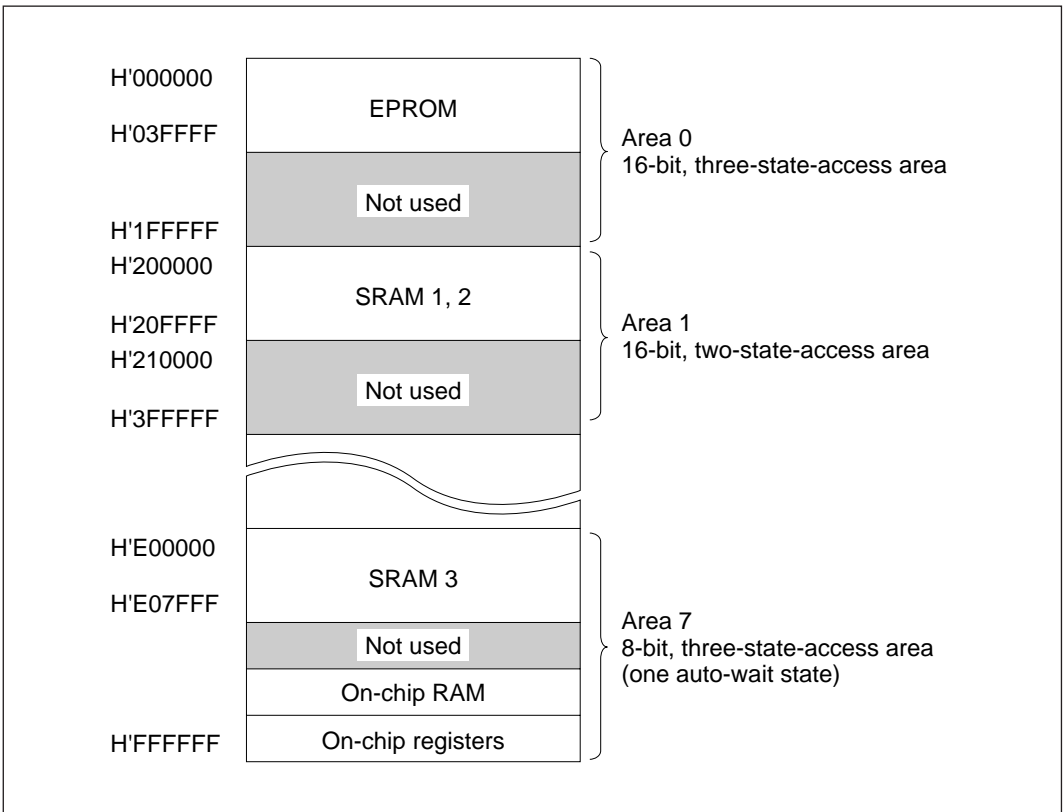 H'000000
EPROM
H'03FFFF
Area 0
16-bit, three-state-access area
Not used
H'1FFFFF
H'200000
SRAM 1, 2
H'20FFFF
Area 1
16-bit, two-state-access area
H'210000
Not used
H'3FFFFF
H'E00000
SRAM 3
H'E07FFF
Area 7
8-bit, three-state-access area
(one auto-wait state)
Not used
On-chip RAM
H'FFFFFF
On-chip registers